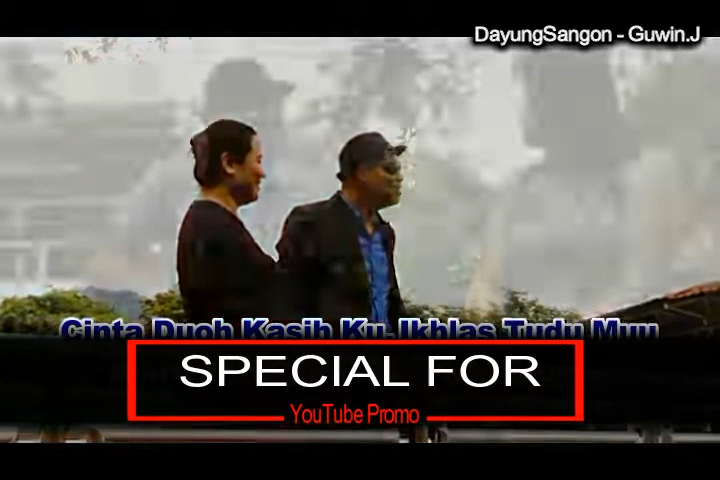 DayungSangon - Guwin.J
Cinta Duoh Kasih Ku Ikhlas Tudu Muu
SPECIAL FOR
YouTube Promo